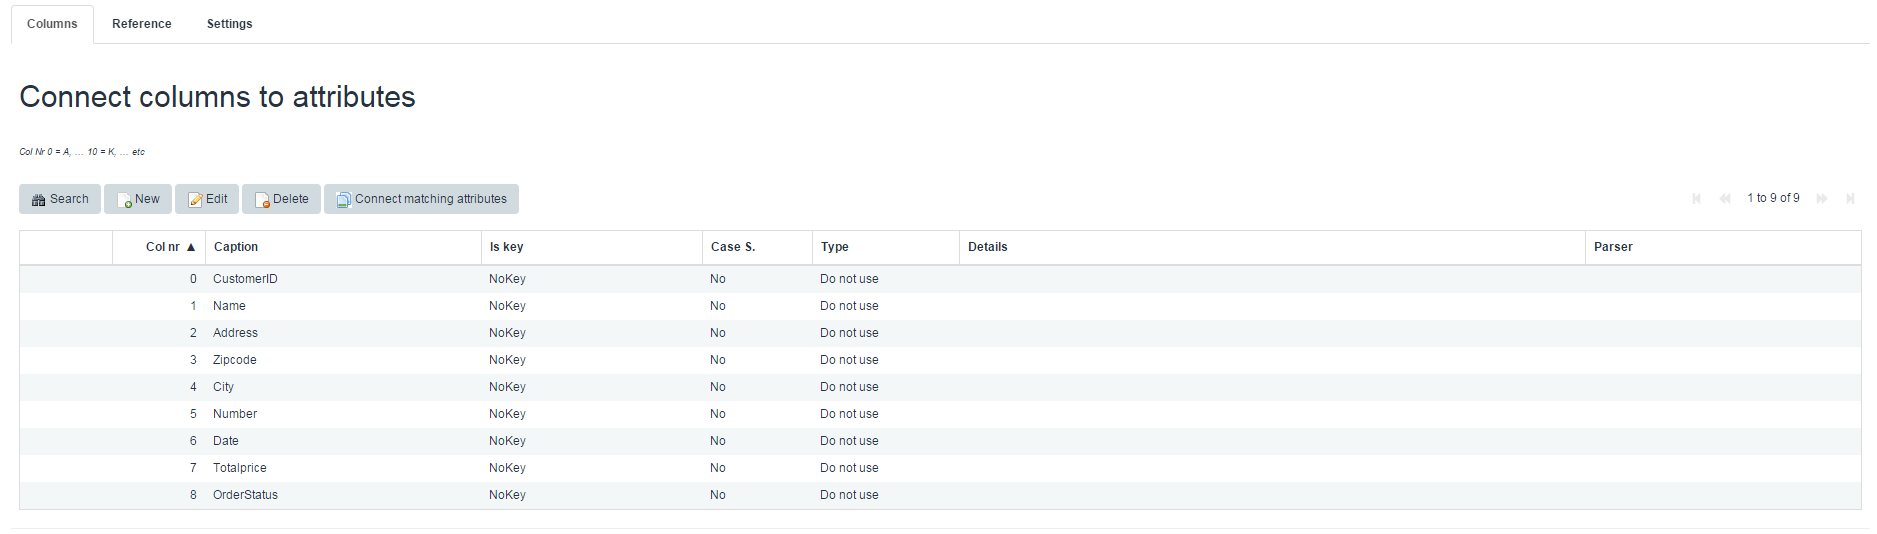 Columns Reference Settings
Connect columns to attributes
Col Nr 0 = A, ... 10 = K, ... etc
Search New Edit Delete Connect matching attributes 1 to 9 of 9
Col nr ▲ Caption Is key Case S. Type Details Parser
0 CustomerID NoKey No Do not use
1 Name NoKey No Do not use
2 Address NoKey No Do not use
3 Zipcode NoKey No Do not use
4 City NoKey No Do not use
5 Number NoKey No Do not use
6 Date NoKey No Do not use
7 Totalprice NoKey No Do not use
8 OrderStatus NoKey No Do not use